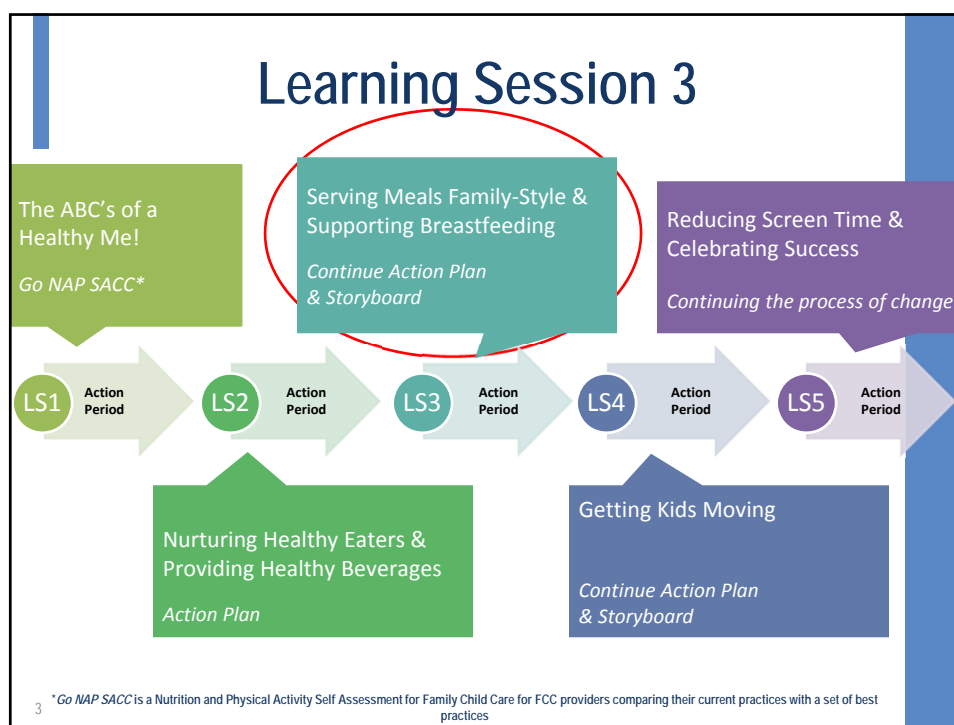 Learning Session 3
The ABC's of a
Healthy Me!
Go NAP SACC*
Serving Meals Family-Style &
Supporting Breastfeeding
Continue Action Plan
& Storyboard
Reducing Screen Time &
Celebrating Success
Continuing the process of change
LS1
Action
Period
LS2
Action
Period
LS3
Action
Period
LS4
Action
Period
LS5
Action
Period
Nurturing Healthy Eaters &
Providing Healthy Beverages
Action Plan
Getting Kids Moving
Continue Action Plan
& Storyboard
3
*Go NAP SACC is a Nutrition and Physical Activity Self Assessment for Family Child Care for FCC providers comparing their current practices with a set of best
practices